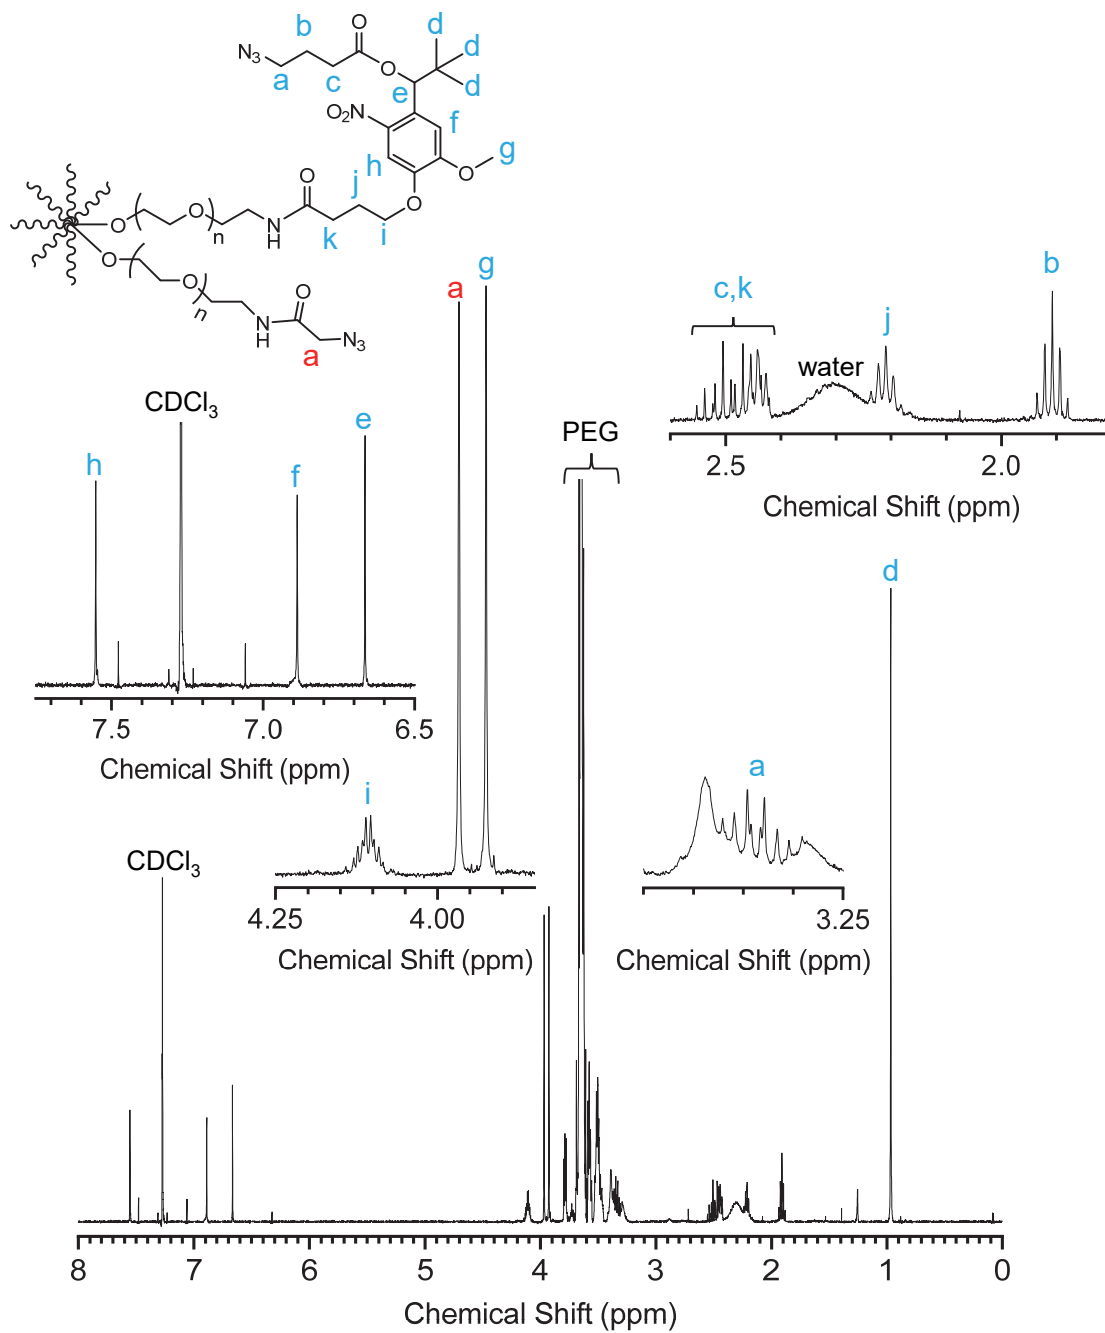 b
O
d
N3
a
c
O
d
d
e
O2N
f
g
h
O
O
j
O
O
O
n
N
H
k
i
O
O
n
N
H
O
N3
a
a
g
c,k
water
j
b
2.5
2.0
Chemical Shift (ppm)
CDCl3
h
f
e
7.5
7.0
6.5
Chemical Shift (ppm)
PEG
d
i
4.25
4.00
Chemical Shift (ppm)
a
3.25
Chemical Shift (ppm)
CDCl3
8
7
6
5
4
3
2
1
0
Chemical Shift (ppm)